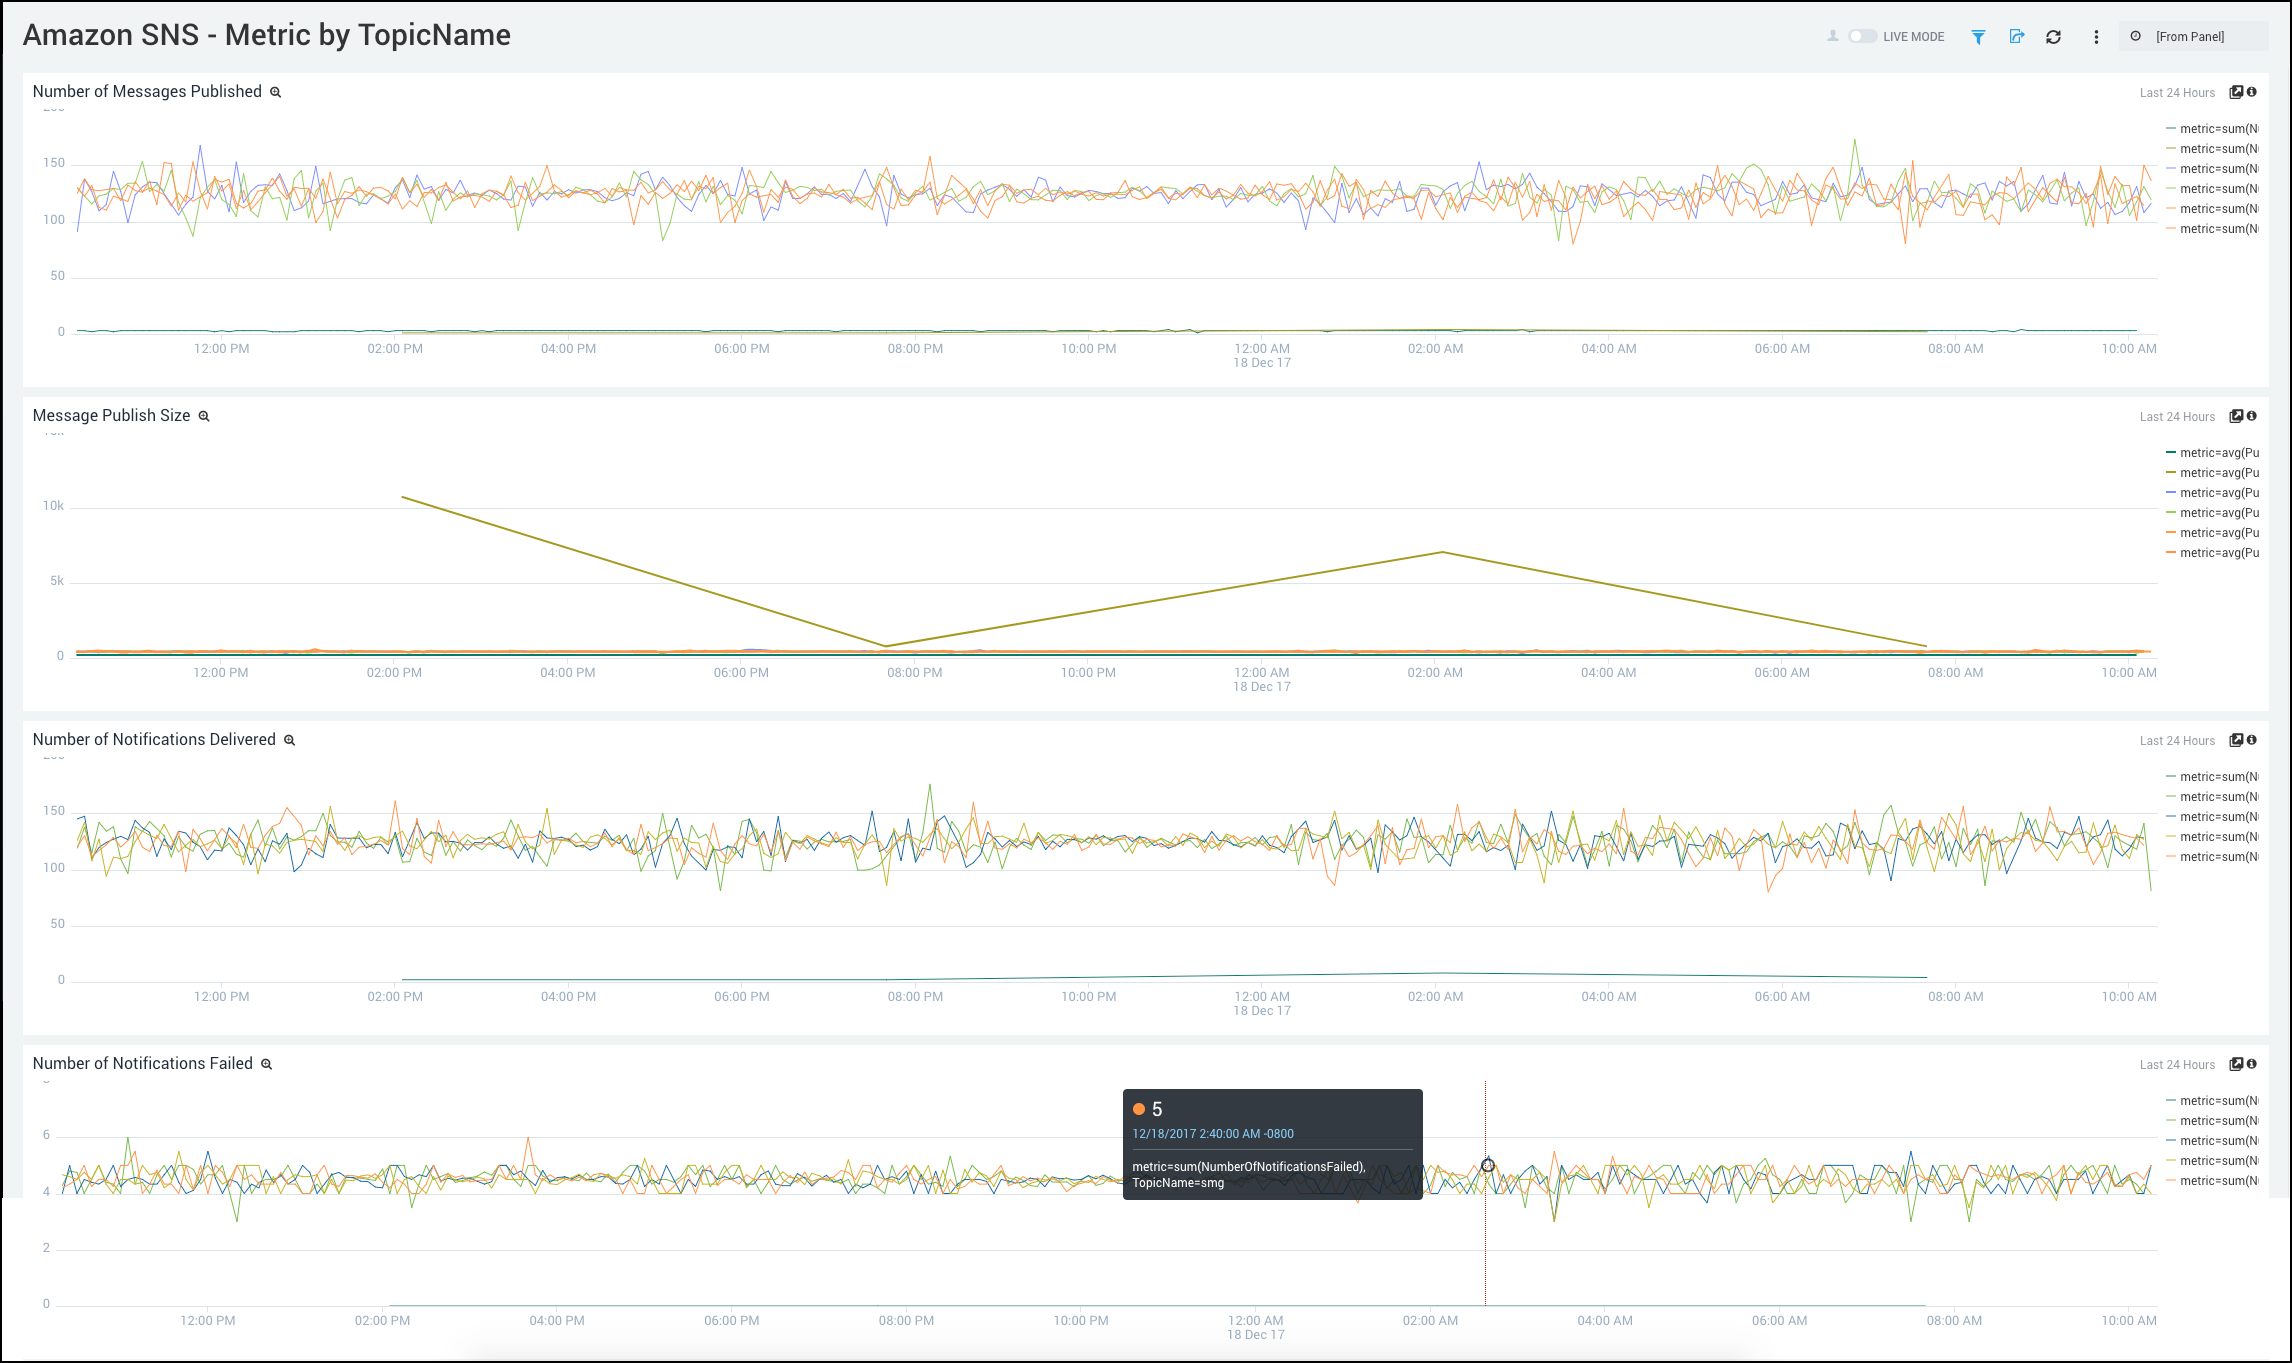 Amazon SNS - Metric by TopicName
LIVE MODE
[From Panel]
Number of Messages Published
Last 24 Hours
150
100
50
0
12:00 PM 02:00 PM 04:00 PM 06:00 PM 08:00 PM 10:00 PM 12:00 AM 02:00 AM 04:00 AM 06:00 AM 08:00 AM 10:00 AM
18 Dec 17
metric=sum(N
metric=sum(N
metric=sum(N
metric=sum(N
metric=sum(N
metric=sum(N
Message Publish Size
Last 24 Hours
10k
5k
0
12:00 PM 02:00 PM 04:00 PM 06:00 PM 08:00 PM 10:00 PM 12:00 AM 02:00 AM 04:00 AM 06:00 AM 08:00 AM 10:00 AM
18 Dec 17
metric=avg(Pu
metric=avg(Pu
metric=avg(Pu
metric=avg(Pu
metric=avg(Pu
metric=avg(Pu
Number of Notifications Delivered
Last 24 Hours
150
100
50
0
12:00 PM 02:00 PM 04:00 PM 06:00 PM 08:00 PM 10:00 PM 12:00 AM 02:00 AM 04:00 AM 06:00 AM 08:00 AM 10:00 AM
18 Dec 17
metric=sum(N
metric=sum(N
metric=sum(N
metric=sum(N
metric=sum(N
Number of Notifications Failed
Last 24 Hours
6
4
2
0
12:00 PM 02:00 PM 04:00 PM 06:00 PM 08:00 PM 10:00 PM 12:00 AM 02:00 AM 04:00 AM 06:00 AM 08:00 AM 10:00 AM
18 Dec 17
5
12/18/2017 2:40:00 AM -0800
metric=sum(NumberOfNotificationsFailed),
TopicName=smg
metric=sum(N
metric=sum(N
metric=sum(N
metric=sum(N
metric=sum(N